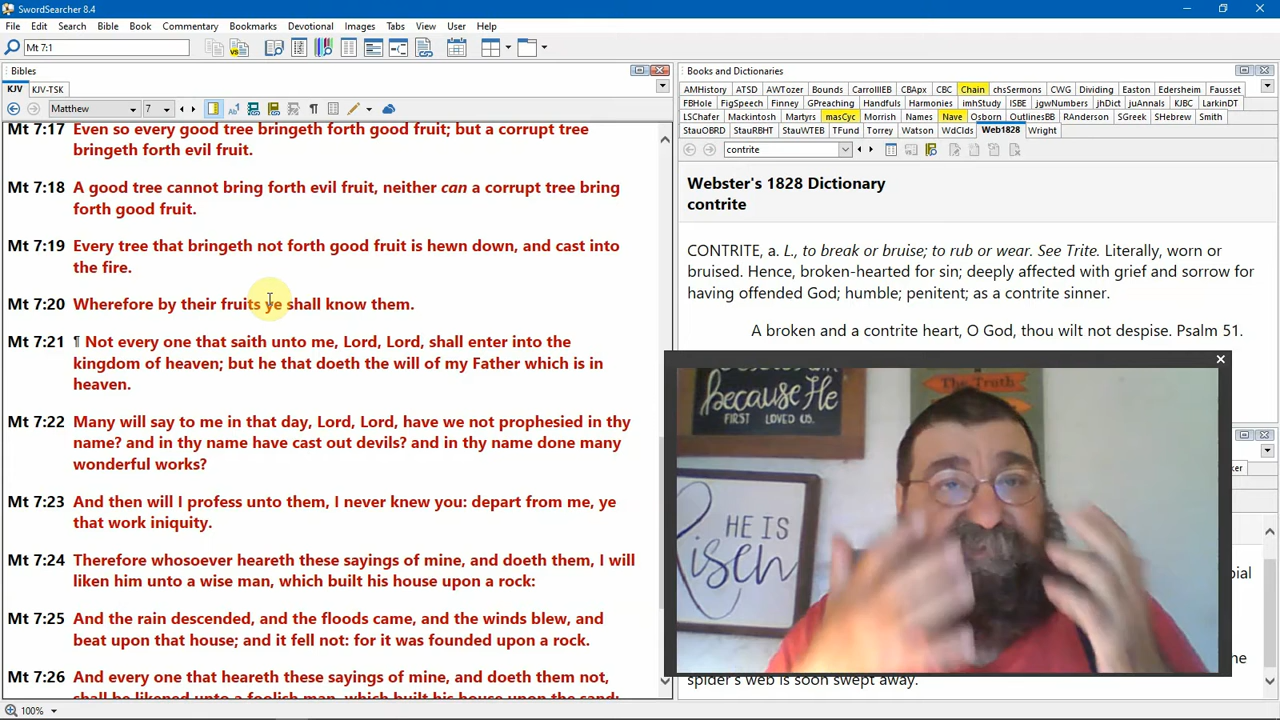 SwordSearcher 8.4
File Edit Search Bible Book Commentary Bookmarks Devotional Images Tabs View User Help
Mt 7:1
Bibles
KJV KJV-TSK
Matthew 7
Mt 7:17 Even so every good tree bringeth forth good fruit; but a corrupt tree
bringeth forth evil fruit.
Mt 7:18 A good tree cannot bring forth evil fruit, neither can a corrupt tree bring
forth good fruit.
Mt 7:19 Every tree that bringeth not forth good fruit is hewn down, and cast into
the fire.
Mt 7:20 Wherefore by their fruits ye shall know them.
Mt 7:21 ¶ Not every one that saith unto me, Lord, Lord, shall enter into the
kingdom of heaven; but he that doeth the will of my Father which is in
heaven.
Mt 7:22 Many will say to me in that day, Lord, Lord, have we not prophesied in thy
name? and in thy name have cast out devils? and in thy name done many
wonderful works?
Mt 7:23 And then will I profess unto them, I never knew you: depart from me, ye
that work iniquity.
Mt 7:24 Therefore whosoever heareth these sayings of mine, and doeth them, I will
liken him unto a wise man, which built his house upon a rock:
Mt 7:25 And the rain descended, and the floods came, and the winds blew, and
beat upon that house; and it fell not: for it was founded upon a rock.
Mt 7:26 And every one that heareth these sayings of mine, and doeth them not,
shall be likened unto a foolish man, which built his house upon the sand:
100%
Books and Dictionaries
AMHistory ATSD AWTozer Bounds CarrollIEB CBApx CBC Chain chsSermons CWG Dividing Easton Edersheim Fausset
FBHole FigSpeech Finney GPreaching Handfuls Harmonies imhStudy ISBE jgwNumbers jhDict juAnnals KJBC LarkinDT
LSChafer Mackintosh Martyrs masCyc Morrish Names Nave Osborn OutlinesBB RAnderson SGreek SHebrew Smith
StauOBRD StauRBHT StauWTEB TFund Torrey Watson WdClds Web1828 Wright
contrite
Webster's 1828 Dictionary
contrite
CONTRITE, a. L., to break or bruise; to rub or wear. See Trite. Literally, worn or
bruised. Hence, broken-hearted for sin; deeply affected with grief and sorrow for
having offended God; humble; penitent; as a contrite sinner.
A broken and a contrite heart, O God, thou wilt not despise. Psalm 51.
because He
FIRST LOVED US.
The Truth
HE IS
Risen
the
spider's web is soon swept away.